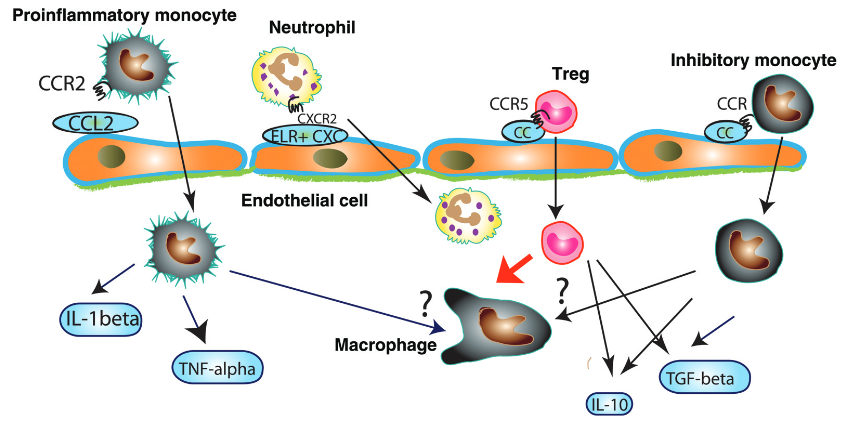 Proinflammatory monocyte
Neutrophil
Inhibitory monocyte
Treg
CCR2
CCR5
CCR
CXCR2
CCL2
ELR+ CXC
CC
CC
Endothelial cell
?
?
IL-1beta
Macrophage
TNF-alpha
TGF-beta
IL-10